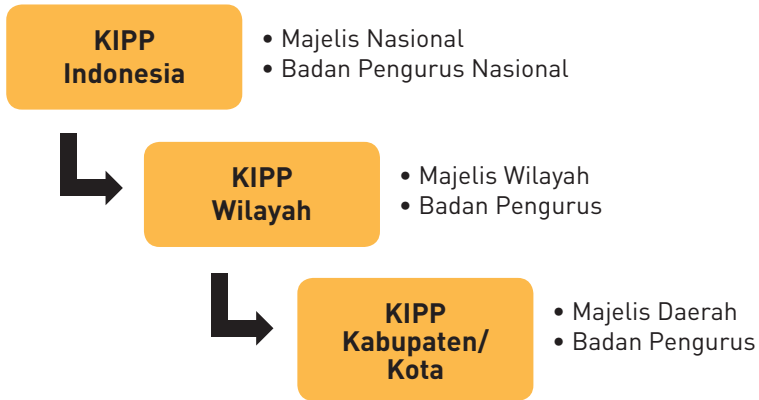 KIPP
Indonesia
• Majelis Nasional
• Badan Pengurus Nasional
KIPP
Wilayah
• Majelis Wilayah
• Badan Pengurus
KIPP
Kabupaten/
Kota
• Majelis Daerah
• Badan Pengurus